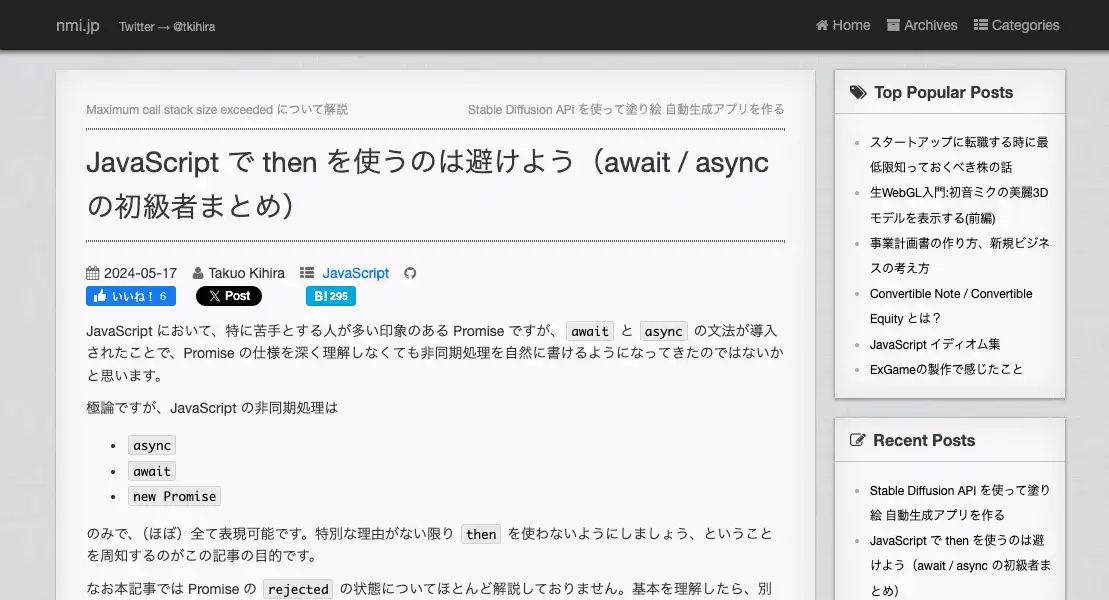 nmi.jp Twitter → @tkihira Home Archives Categories
Maximum call stack size exceeded について解説 Stable Diffusion API を使って塗り絵 自動生成アプリを作る
JavaScript で then を使うのは避けよう（await / async
の初級者まとめ）
2024-05-17 Takuo Kihira JavaScript
いいね！ 6 Post B! 295
JavaScript において、特に苦手とする人が多い印象のある Promise ですが、 await と async の文法が導入
されたことで、Promise の仕様を深く理解しなくても非同期処理を自然に書けるようになってきたのではないか
と思います。
極論ですが、JavaScript の非同期処理は
async
await
new Promise
のみで、（ほぼ）全て表現可能です。特別な理由がない限り then を使わないようにしましょう、ということ
を周知するのがこの記事の目的です。
なお本記事では Promise の rejected の状態についてほとんど解説しておりません。基本を理解したら、別
Top Popular Posts
スタートアップに転職する時に最
低限知っておくべき株の話
生WebGL入門:初音ミクの美麗3D
モデルを表示する(前編)
事業計画書の作り方、新規ビジネ
スの考え方
Convertible Note / Convertible
Equity とは？
JavaScript イディオム集
ExGameの製作で感じたこと
Recent Posts
Stable Diffusion API を使って塗り
絵 自動生成アプリを作る
JavaScript で then を使うのは避
けよう（await / async の初級者ま
とめ）